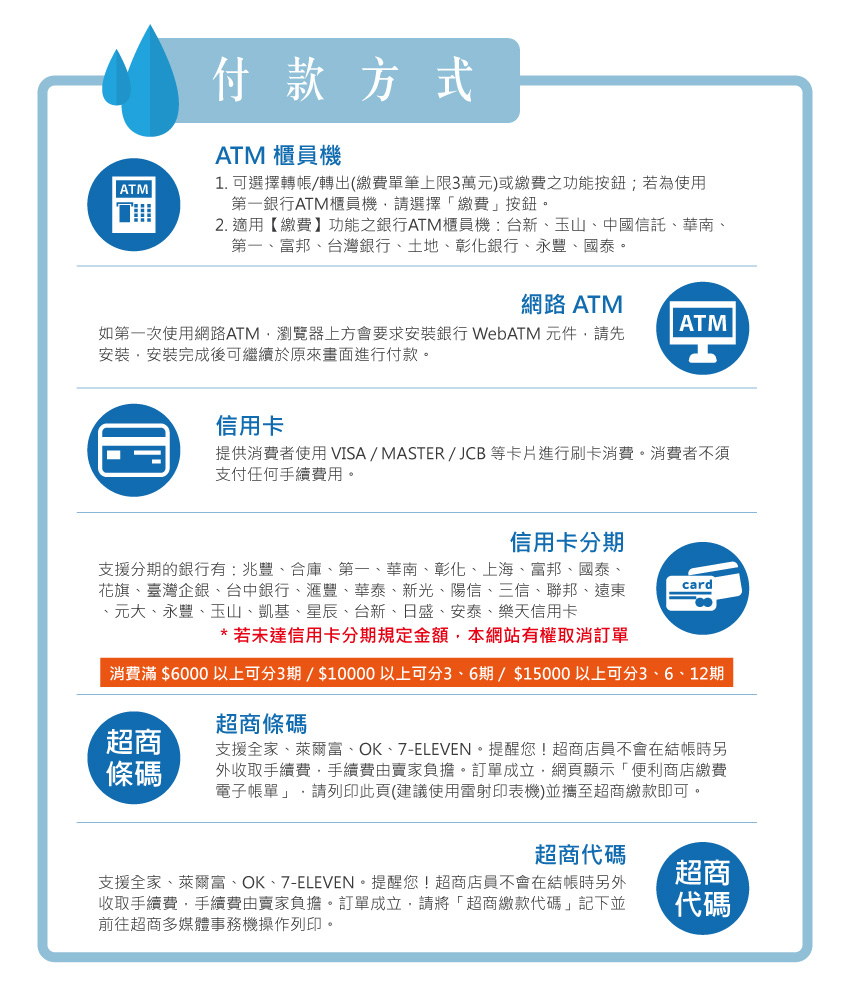 付款方式
ATM 櫃員機
ATM
1. 可選擇轉帳/轉出(繳費單筆上限3萬元)或繳費之功能按鈕；若為使用
第一銀行ATM櫃員機，請選擇「繳費」按鈕。
2. 適用【繳費】功能之銀行ATM櫃員機：台新、玉山、中國信託、華南、
第一、富邦、台灣銀行、土地、彰化銀行、永豐、國泰。
網路 ATM
ATM
如第一次使用網路ATM，瀏覽器上方會要求安裝銀行 WebATM 元件，請先
安裝，安裝完成後可繼續於原來畫面進行付款。
信用卡
提供消費者使用 VISA / MASTER / JCB 等卡片進行刷卡消費。消費者不須
支付任何手續費用。
信用卡分期
card
支援分期的銀行有：兆豐、合庫、第一、華南、彰化、上海、富邦、國泰、
花旗、臺灣企銀、台中銀行、滙豐、華泰、新光、陽信、三信、聯邦、遠東
、元大、永豐、玉山、凱基、星辰、台新、日盛、安泰、樂天信用卡
* 若未達信用卡分期規定金額，本網站有權取消訂單
消費滿 $6000 以上可分3期 / $10000 以上可分3、6期 / $15000 以上可分3、6、12期
超商
條碼
超商條碼
支援全家、萊爾富、OK、7-ELEVEN。提醒您！超商店員不會在結帳時另
外收取手續費，手續費由賣家負擔。訂單成立，網頁顯示「便利商店繳費
電子帳單」，請列印此頁(建議使用雷射印表機)並攜至超商繳款即可。
超商代碼
超商
代碼
支援全家、萊爾富、OK、7-ELEVEN。提醒您！超商店員不會在結帳時另外
收取手續費，手續費由賣家負擔。訂單成立，請將「超商繳款代碼」記下並
前往超商多媒體事務機操作列印。